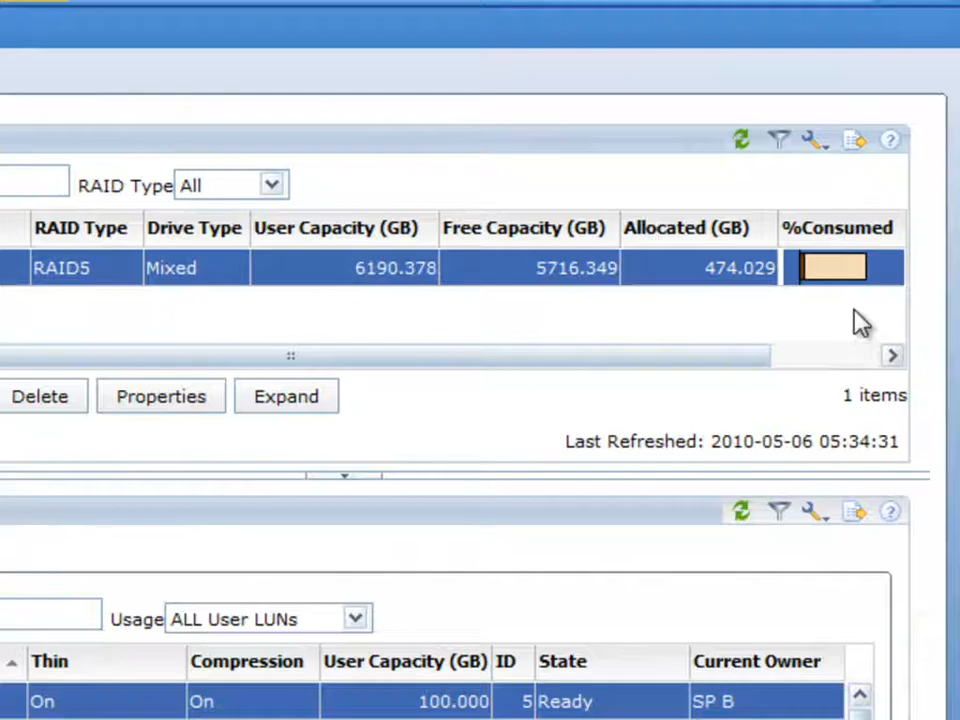 RAID Type All
RAID Type Drive Type User Capacity (GB) Free Capacity (GB) Allocated (GB) %Consumed
RAID5 Mixed 6190.378 5716.349 474.029
Delete Properties Expand 1 items
Last Refreshed: 2010-05-06 05:34:31
Usage ALL User LUNs
Thin Compression User Capacity (GB) ID State Current Owner
On On 100.000 5 Ready SP B